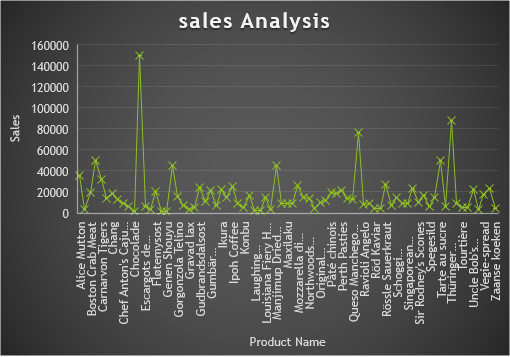 sales Analysis
160000
140000
120000
100000
80000
60000
40000
20000
0
Sales
Alice Mutton
Boston Crab Meat
Carnarvon Tigers
Chang
Chef Anton's Caju…
Chocolade
Escargots de…
Fløtemysost
Genen Shouyu
Gorgonzola Telino
Gravad lax
Gudbrandsdalsost
Gumbär…
Ikura
Ipoh Coffee
Konbu
Laughing…
Louisiana Fiery H…
Manjimup Dried…
Maxilaku
Mozzarella di…
Northwoods…
Original…
Pâté chinois
Perth Pasties
Queso Manchego…
Ravioli Angelo
Röd Kaviar
Rössle Sauerkraut
Schoggi…
Singaporean…
Sir Rodney's Scones
Spegesild
Tarte au sucre
Thüringer…
Tourtière
Uncle Bob's…
Vegie-spread
Zaanse koeken
Product Name